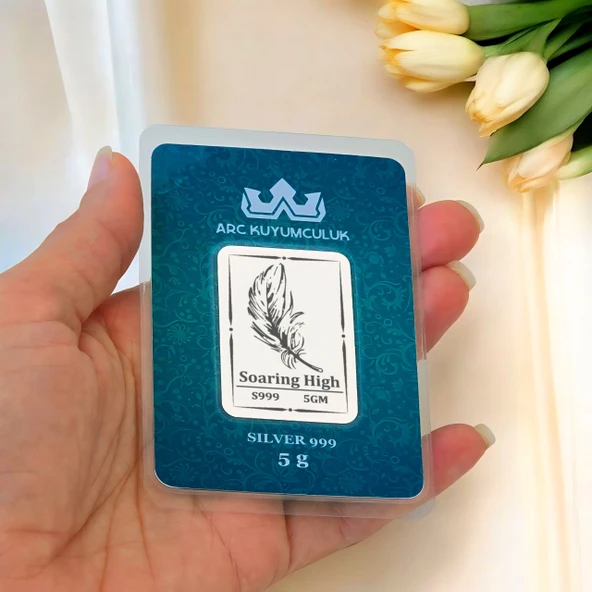 ARC KUYUMCULUK
Soaring High
S999 5GM
SILVER 999
5 g